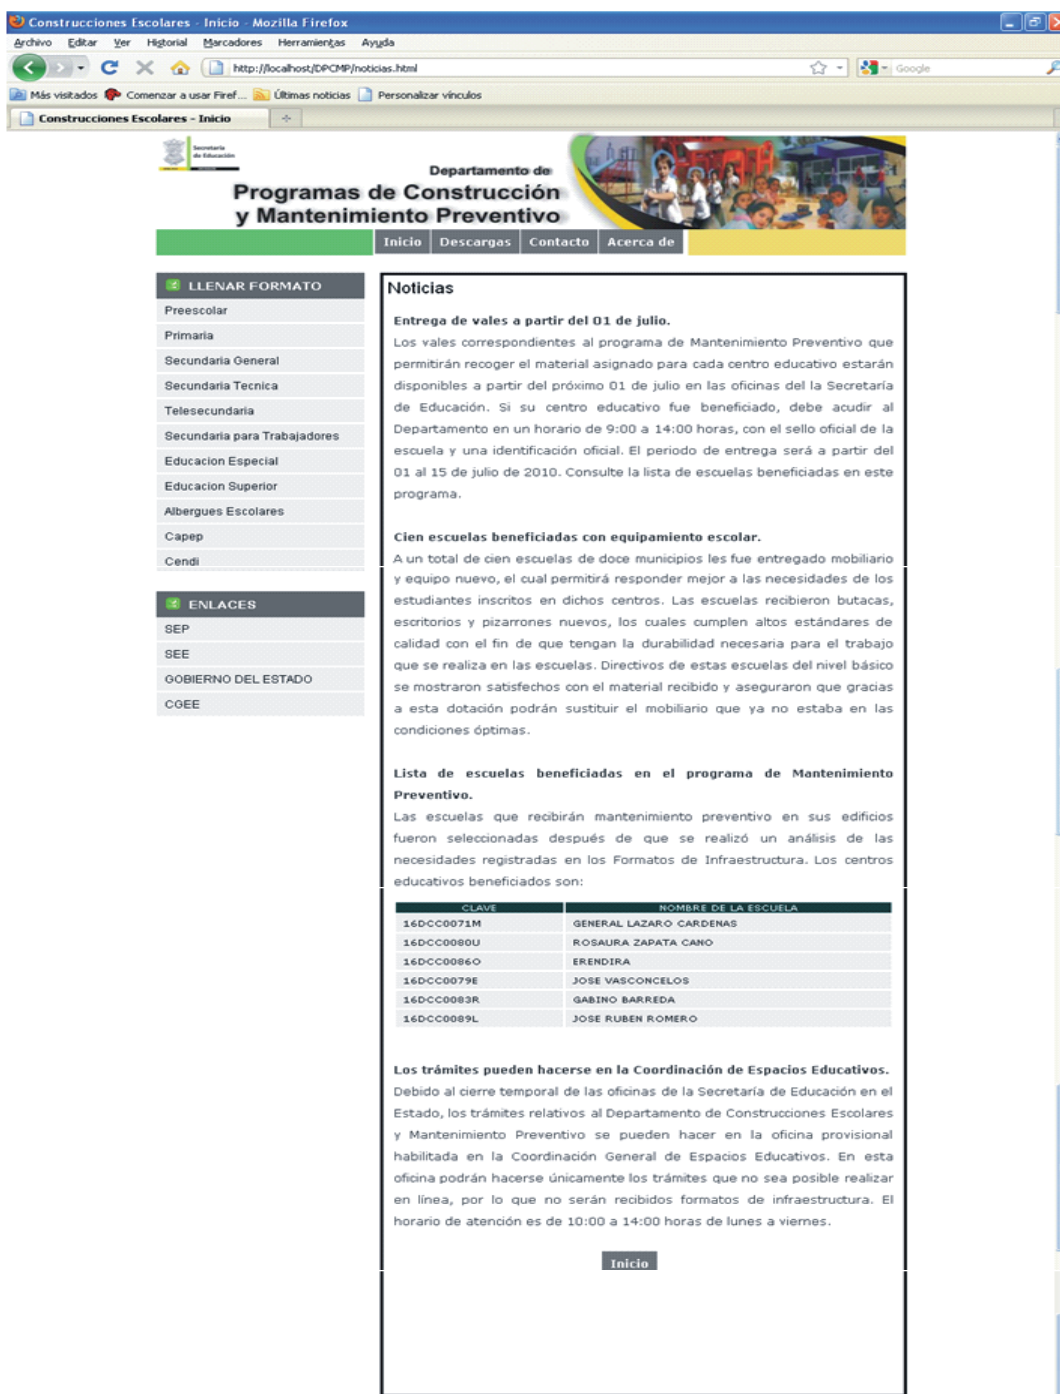 Construcciones Escolares - Inicio - Mozilla Firefox
Archivo Editar Ver Historial Marcadores Herramientas Ayuda
http://localhost/DPCMP/noticias.html
Google
Más visitados Comenzar a usar Firef... Últimas noticias Personalizar vínculos
Construcciones Escolares - Inicio
Secretaría
de Educación
Departamento de
Programas de Construcción
y Mantenimiento Preventivo
Inicio Descargas Contacto Acerca de
LLENAR FORMATO
Preescolar
Primaria
Secundaria General
Secundaria Tecnica
Telesecundaria
Secundaria para Trabajadores
Educacion Especial
Educacion Superior
Albergues Escolares
Capep
Cendi
ENLACES
SEP
SEE
GOBIERNO DEL ESTADO
CGEE
Noticias
Entrega de vales a partir del 01 de julio.
Los vales correspondientes al programa de Mantenimiento Preventivo que
permitirán recoger el material asignado para cada centro educativo estarán
disponibles a partir del próximo 01 de julio en las oficinas del la Secretaría
de Educación. Si su centro educativo fue beneficiado, debe acudir al
Departamento en un horario de 9:00 a 14:00 horas, con el sello oficial de la
escuela y una identificación oficial. El periodo de entrega será a partir del
01 al 15 de julio de 2010. Consulte la lista de escuelas beneficiadas en este
programa.
Cien escuelas beneficiadas con equipamiento escolar.
A un total de cien escuelas de doce municipios les fue entregado mobiliario
y equipo nuevo, el cual permitirá responder mejor a las necesidades de los
estudiantes inscritos en dichos centros. Las escuelas recibieron butacas,
escritorios y pizarrones nuevos, los cuales cumplen altos estándares de
calidad con el fin de que tengan la durabilidad necesaria para el trabajo
que se realiza en las escuelas. Directivos de estas escuelas del nivel básico
se mostraron satisfechos con el material recibido y aseguraron que gracias
a esta dotación podrán sustituir el mobiliario que ya no estaba en las
condiciones óptimas.
Lista de escuelas beneficiadas en el programa de Mantenimiento
Preventivo.
Las escuelas que recibirán mantenimiento preventivo en sus edificios
fueron seleccionadas después de que se realizó un análisis de las
necesidades registradas en los Formatos de Infraestructura. Los centros
educativos beneficiados son:
CLAVE NOMBRE DE LA ESCUELA
16DCC0071M GENERAL LAZARO CARDENAS
16DCC0080U ROSAURA ZAPATA CANO
16DCC0086O ERENDIRA
16DCC0079E JOSE VASCONCELOS
16DCC0083R GABINO BARREDA
16DCC0089L JOSE RUBEN ROMERO
Los trámites pueden hacerse en la Coordinación de Espacios Educativos.
Debido al cierre temporal de las oficinas de la Secretaría de Educación en el
Estado, los trámites relativos al Departamento de Construcciones Escolares
y Mantenimiento Preventivo se pueden hacer en la oficina provisional
habilitada en la Coordinación General de Espacios Educativos. En esta
oficina podrán hacerse únicamente los trámites que no sea posible realizar
en línea, por lo que no serán recibidos formatos de infraestructura. El
horario de atención es de 10:00 a 14:00 horas de lunes a viernes.
Inicio